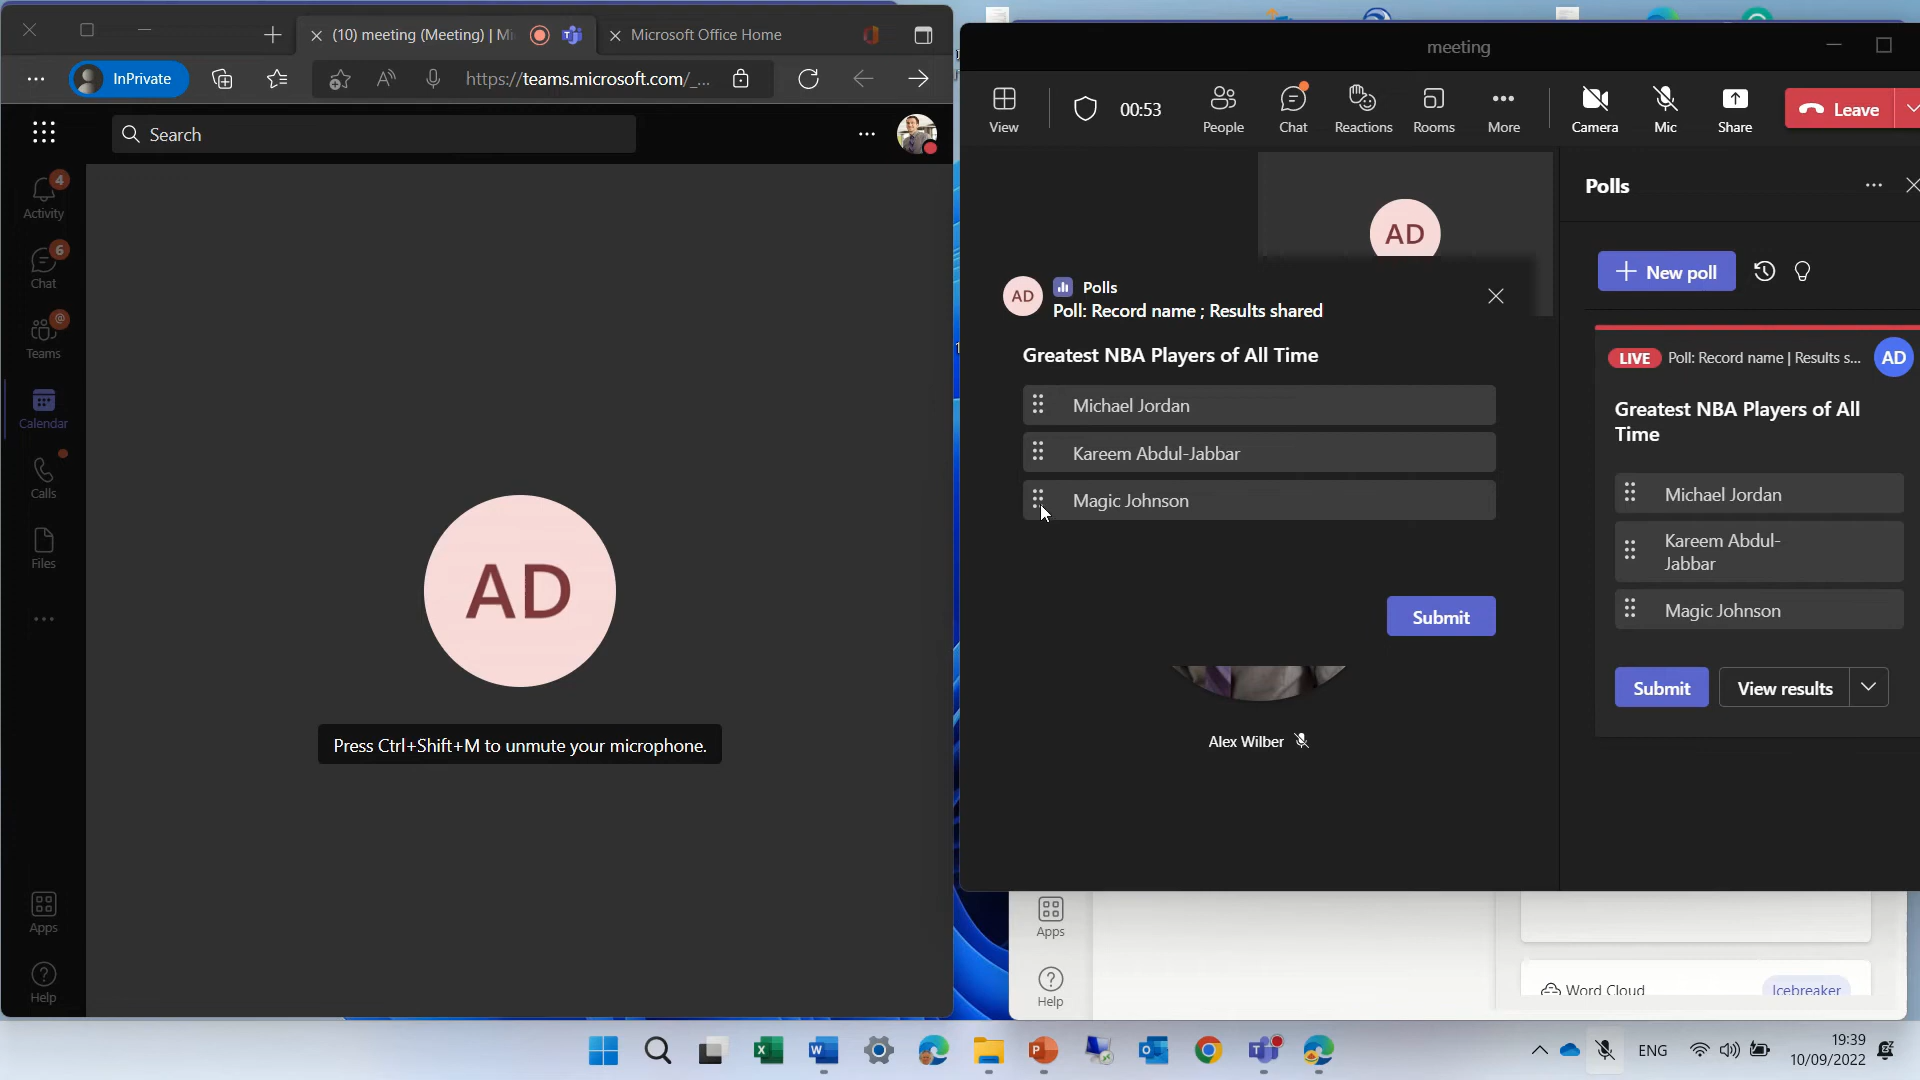 (10) meeting (Meeting) | Mi
Microsoft Office Home
InPrivate
https://teams.microsoft.com/_...
Search
4
Activity
6
Chat
@
Teams
Calendar
Calls
Files
Apps
Help
AD
Press Ctrl+Shift+M to unmute your microphone.
meeting
View
00:53
People
Chat
Reactions
Rooms
More
Camera
Mic
Share
Leave
AD
AD
Polls
Poll: Record name ; Results shared
Greatest NBA Players of All Time
Michael Jordan
Kareem Abdul-Jabbar
Magic Johnson
Submit
Alex Wilber
Polls
New poll
LIVE
Poll: Record name | Results s...
AD
Greatest NBA Players of All
Time
Michael Jordan
Kareem Abdul-
Jabbar
Magic Johnson
Submit
View results
Apps
Help
Word Cloud
Icebreaker
ENG
19:39
10/09/2022